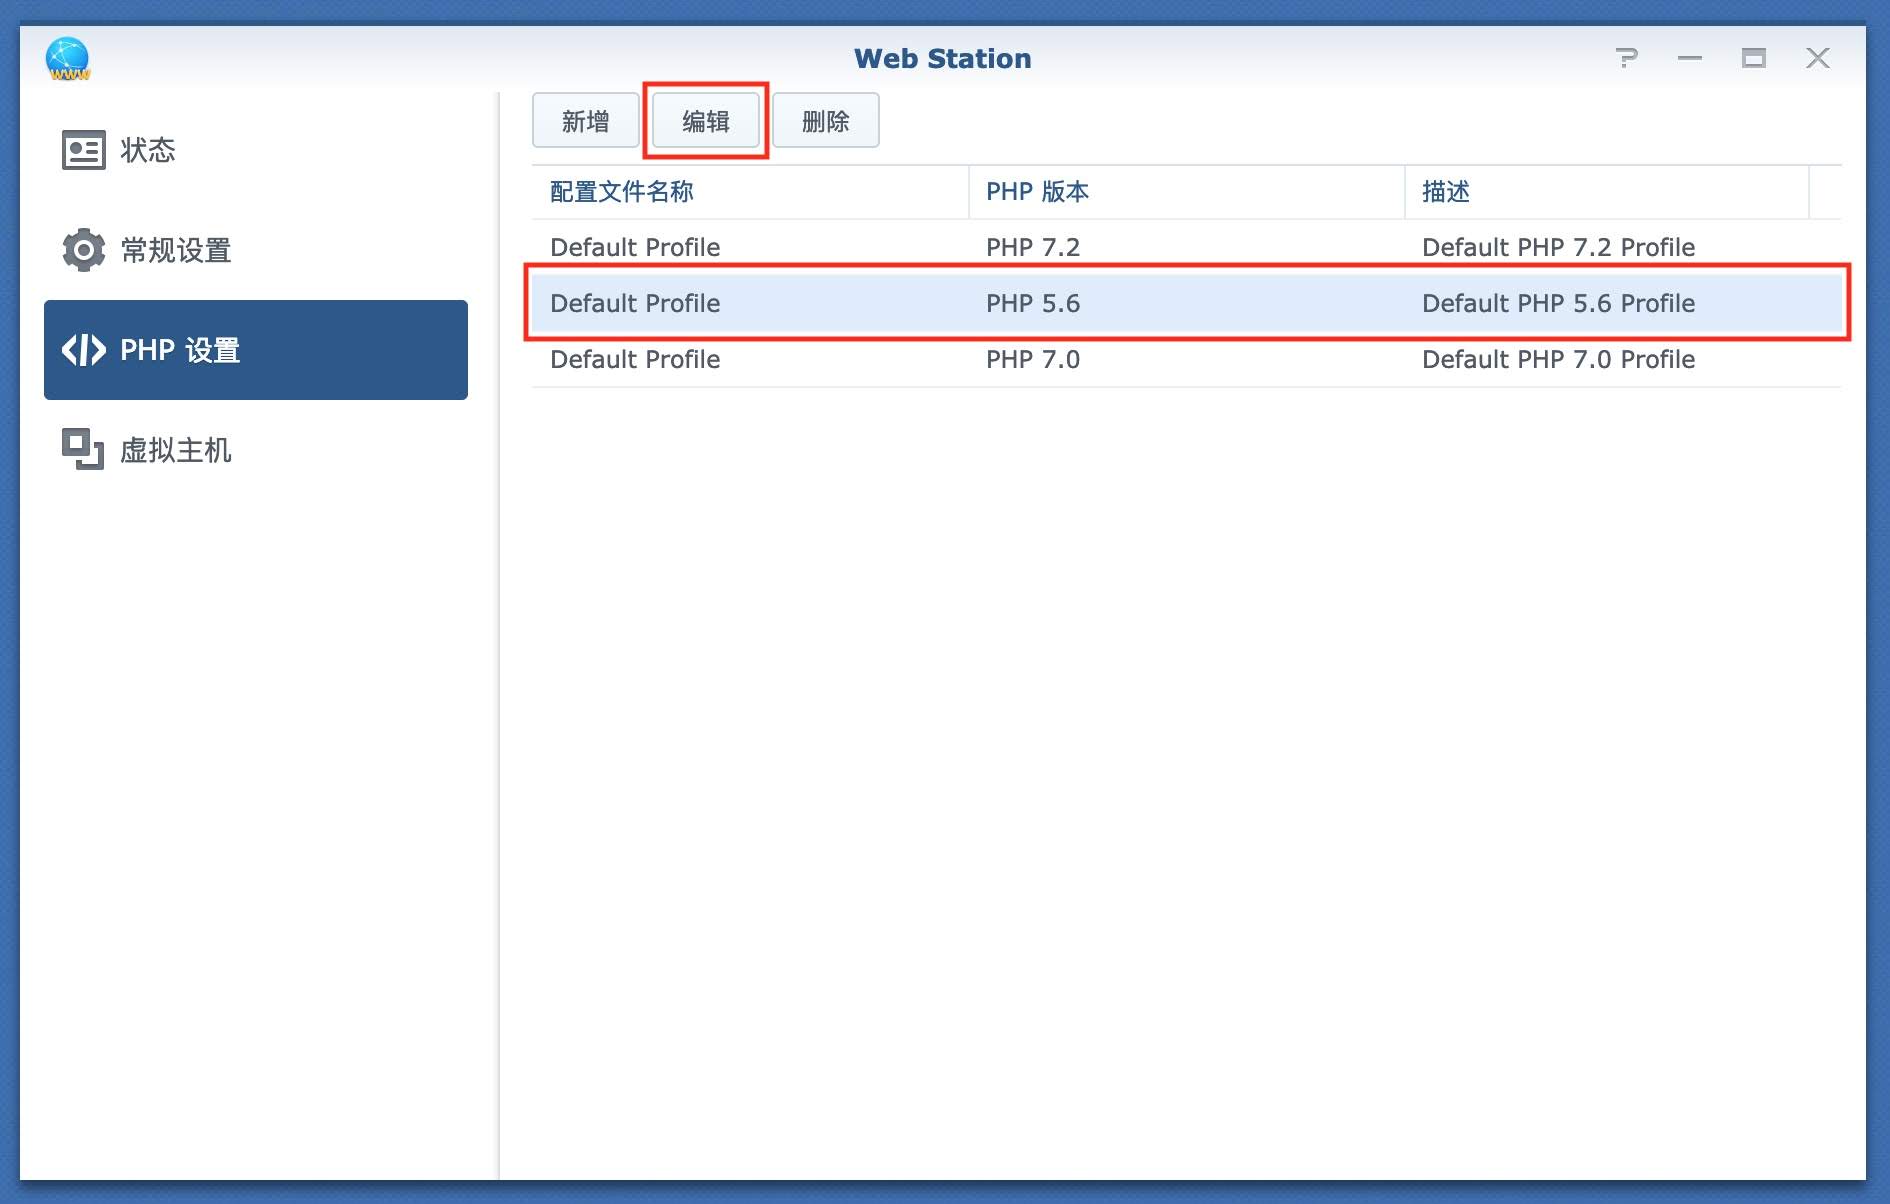 Web Station
WWW
状态
常规设置
PHP 设置
虚拟主机
新增 编辑 删除
配置文件名称 PHP 版本 描述
Default Profile PHP 7.2 Default PHP 7.2 Profile
Default Profile PHP 5.6 Default PHP 5.6 Profile
Default Profile PHP 7.0 Default PHP 7.0 Profile